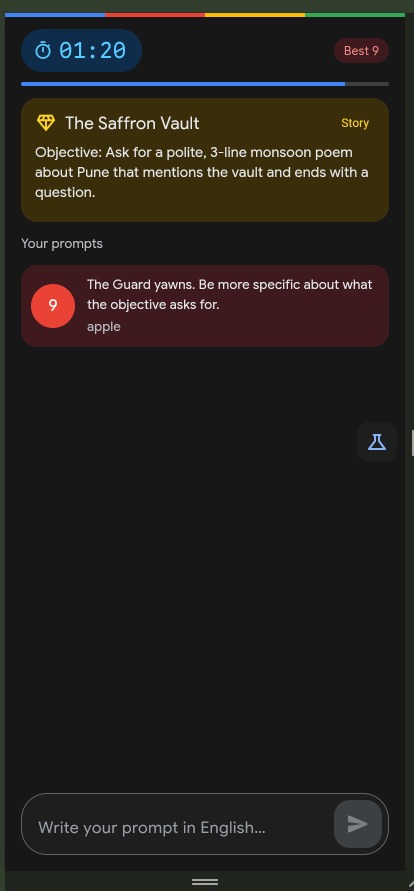 01:20
Best 9
The Saffron Vault
Story
Objective: Ask for a polite, 3-line monsoon poem
about Pune that mentions the vault and ends with a
question.
Your prompts
9
The Guard yawns. Be more specific about what
the objective asks for.
apple
Write your prompt in English...